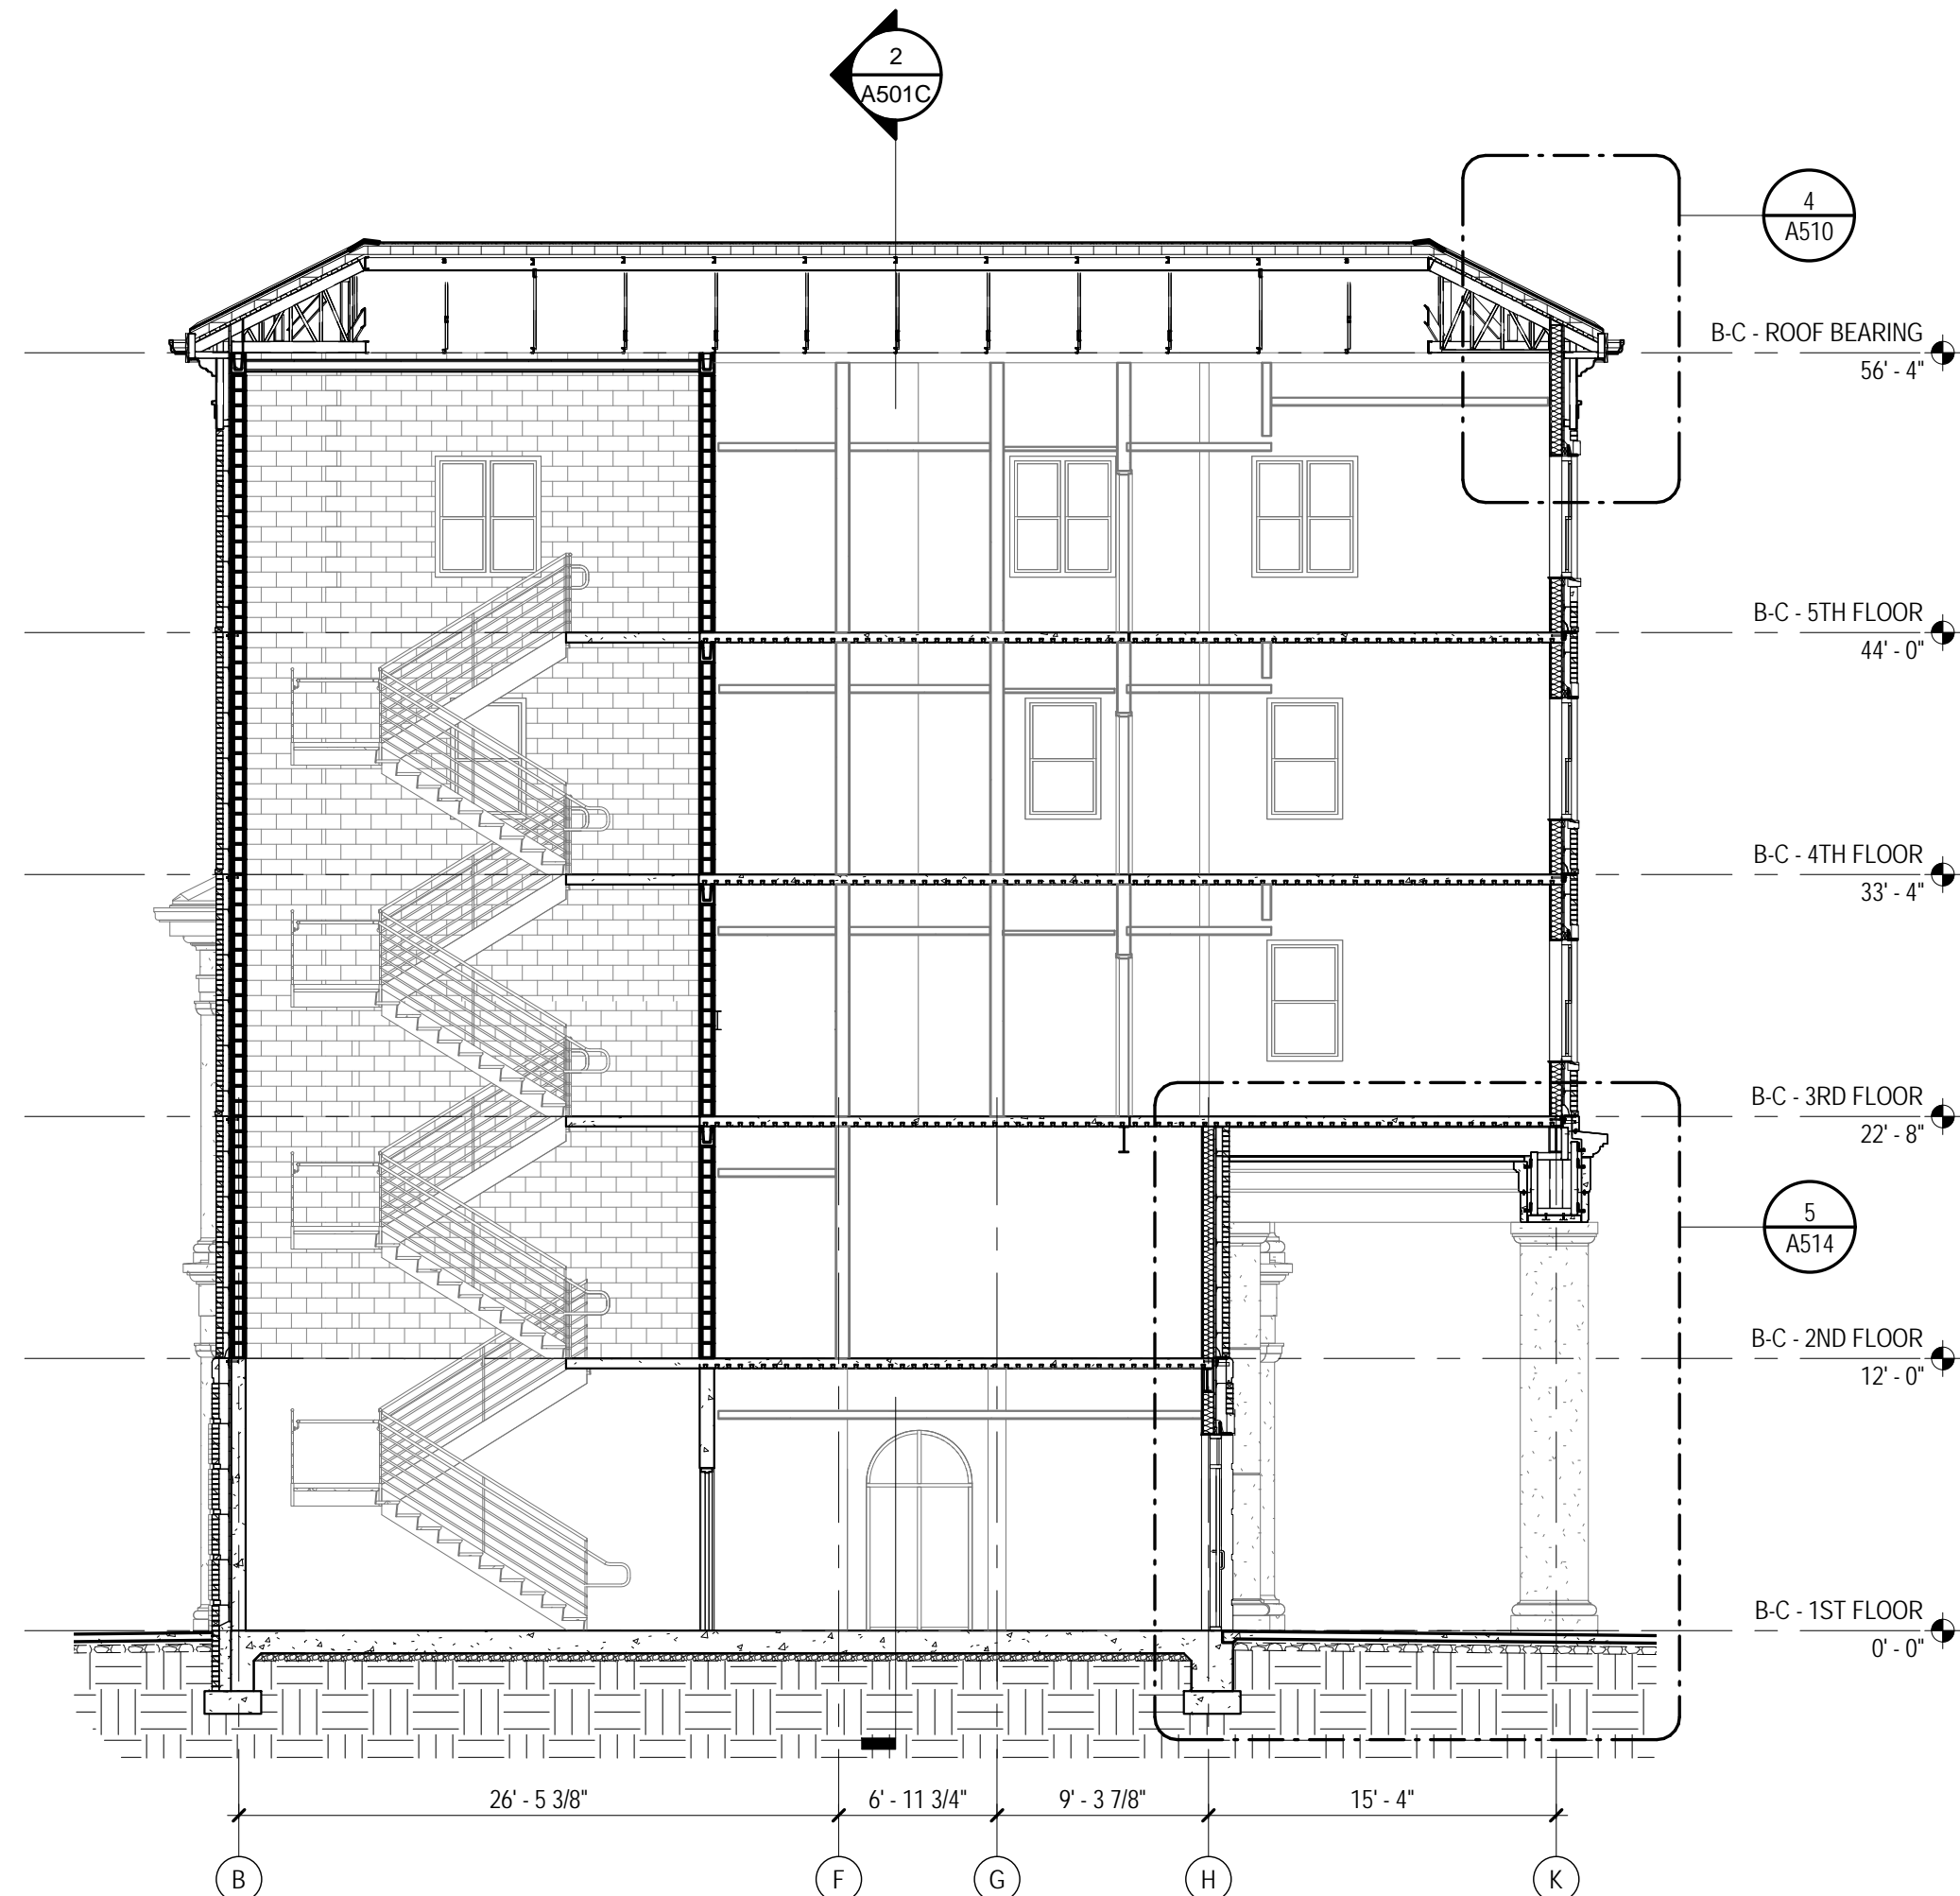 2
A501C
4
A510
B-C - ROOF BEARING
56' - 4"
B-C - 5TH FLOOR
44' - 0"
B-C - 4TH FLOOR
33' - 4"
B-C - 3RD FLOOR
22' - 8"
5
A514
B-C - 2ND FLOOR
12' - 0"
B-C - 1ST FLOOR
0' - 0"
26' - 5 3/8"
6' - 11 3/4"
9' - 3 7/8"
15' - 4"
B
F
G
H
K